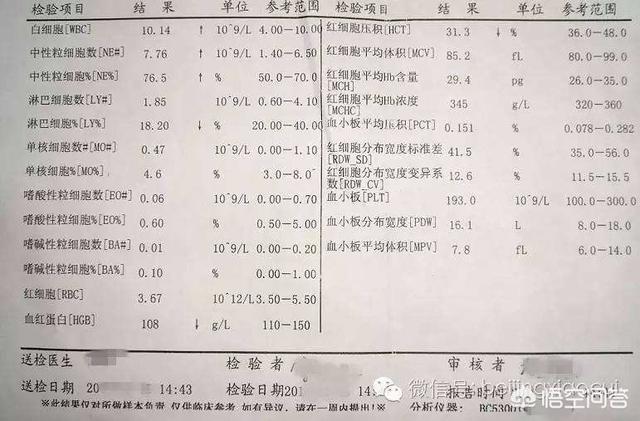 检验项目 结 果 单位 参考范围 检验项目 结 果 单位 参考范围
白细胞[WBC] 10.14 ↑ 10^9/L 4.00-10.00 红细胞压积[HCT] 31.3 ↓ % 36.0-48.0
中性粒细胞数[NE#] 7.76 ↑ 10^9/L 1.40-6.50 红细胞平均体积[MCV] 85.2 fL 80.0-99.0
中性粒细胞%[NE%] 76.5 ↑ % 50.0-70.0 红细胞平均Hb含量[MCH] 29.4 pg 26.0-35.0
淋巴细胞数[LY#] 1.85 10^9/L 0.60-4.10 红细胞平均Hb浓度[MCHC] 345 g/L 320-360
淋巴细胞%[LY%] 18.20 ↓ % 20.00-40.00 血小板平均压积[PCT] 0.151 % 0.078-0.282
单核细胞数#[MO#] 0.47 10^9/L 0.00-1.10 红细胞分布宽度标准差[RDW_SD] 41.5 % 35.0-56.0
单核细胞%[MO%] 4.6 % 3.0-8.0 红细胞分布宽度变异系数[RDW_CV] 12.6 % 11.5-15.5
嗜酸性粒细胞数[EO#] 0.06 10^9/L 0.00-0.70 血小板[PLT] 193.0 10^9/L 100.0-300.0
嗜酸性粒细胞%[EO%] 0.60 % 0.50-5.00 血小板分布宽度[PDW] 16.1 L 8.0-18.0
嗜碱性粒细胞数[BA#] 0.01 10^9/L 0.00-0.20 血小板平均体积[MPV] 7.8 fL 6.0-14.0
嗜碱性粒细胞%[BA%] 0.10 % 0.00-1.00
红细胞[RBC] 3.67 10^12/L 3.50-5.50
血红蛋白[HGB] 108 ↓ g/L 110-150
送检医生 检 验 者 审 核 者
送检日期 20 14:43 检验日期 201 报告时间
微信号: beijingyiaogui
※此结果仅对所做样本负责 仅供临床参考 如有异议,请在一周内提出!※ 分析仪器:
悟空问答